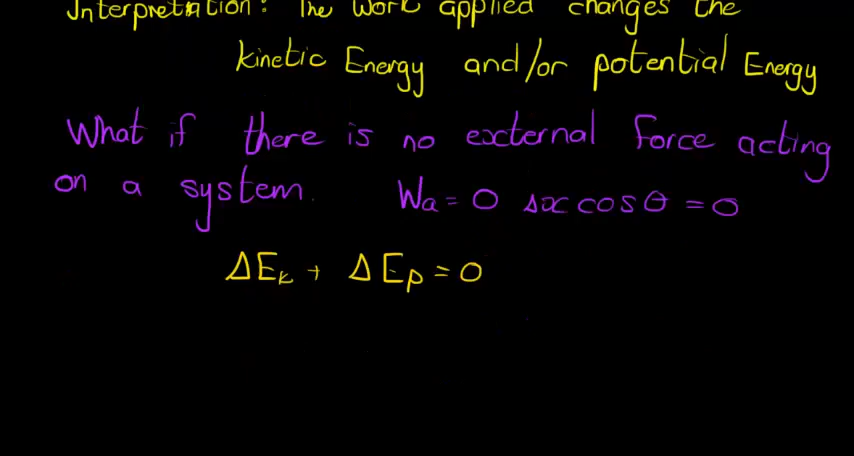 Interpretation: The Work applied changes the
kinetic Energy and/or potential Energy
What if there is no external force acting
on a system. Wa = 0 Δx cos θ = 0
ΔEk + ΔEp = 0